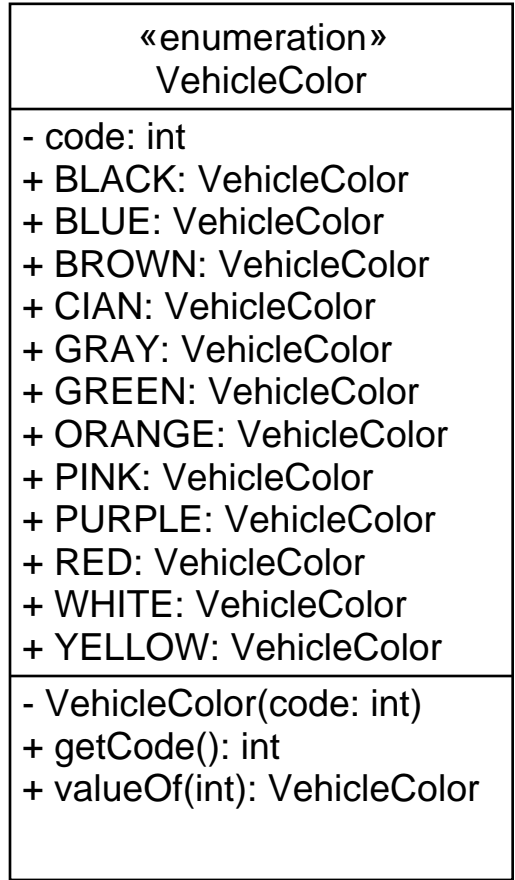 «enumeration»
VehicleColor
- code: int
+ BLACK: VehicleColor
+ BLUE: VehicleColor
+ BROWN: VehicleColor
+ CIAN: VehicleColor
+ GRAY: VehicleColor
+ GREEN: VehicleColor
+ ORANGE: VehicleColor
+ PINK: VehicleColor
+ PURPLE: VehicleColor
+ RED: VehicleColor
+ WHITE: VehicleColor
+ YELLOW: VehicleColor
- VehicleColor(code: int)
+ getCode(): int
+ valueOf(int): VehicleColor